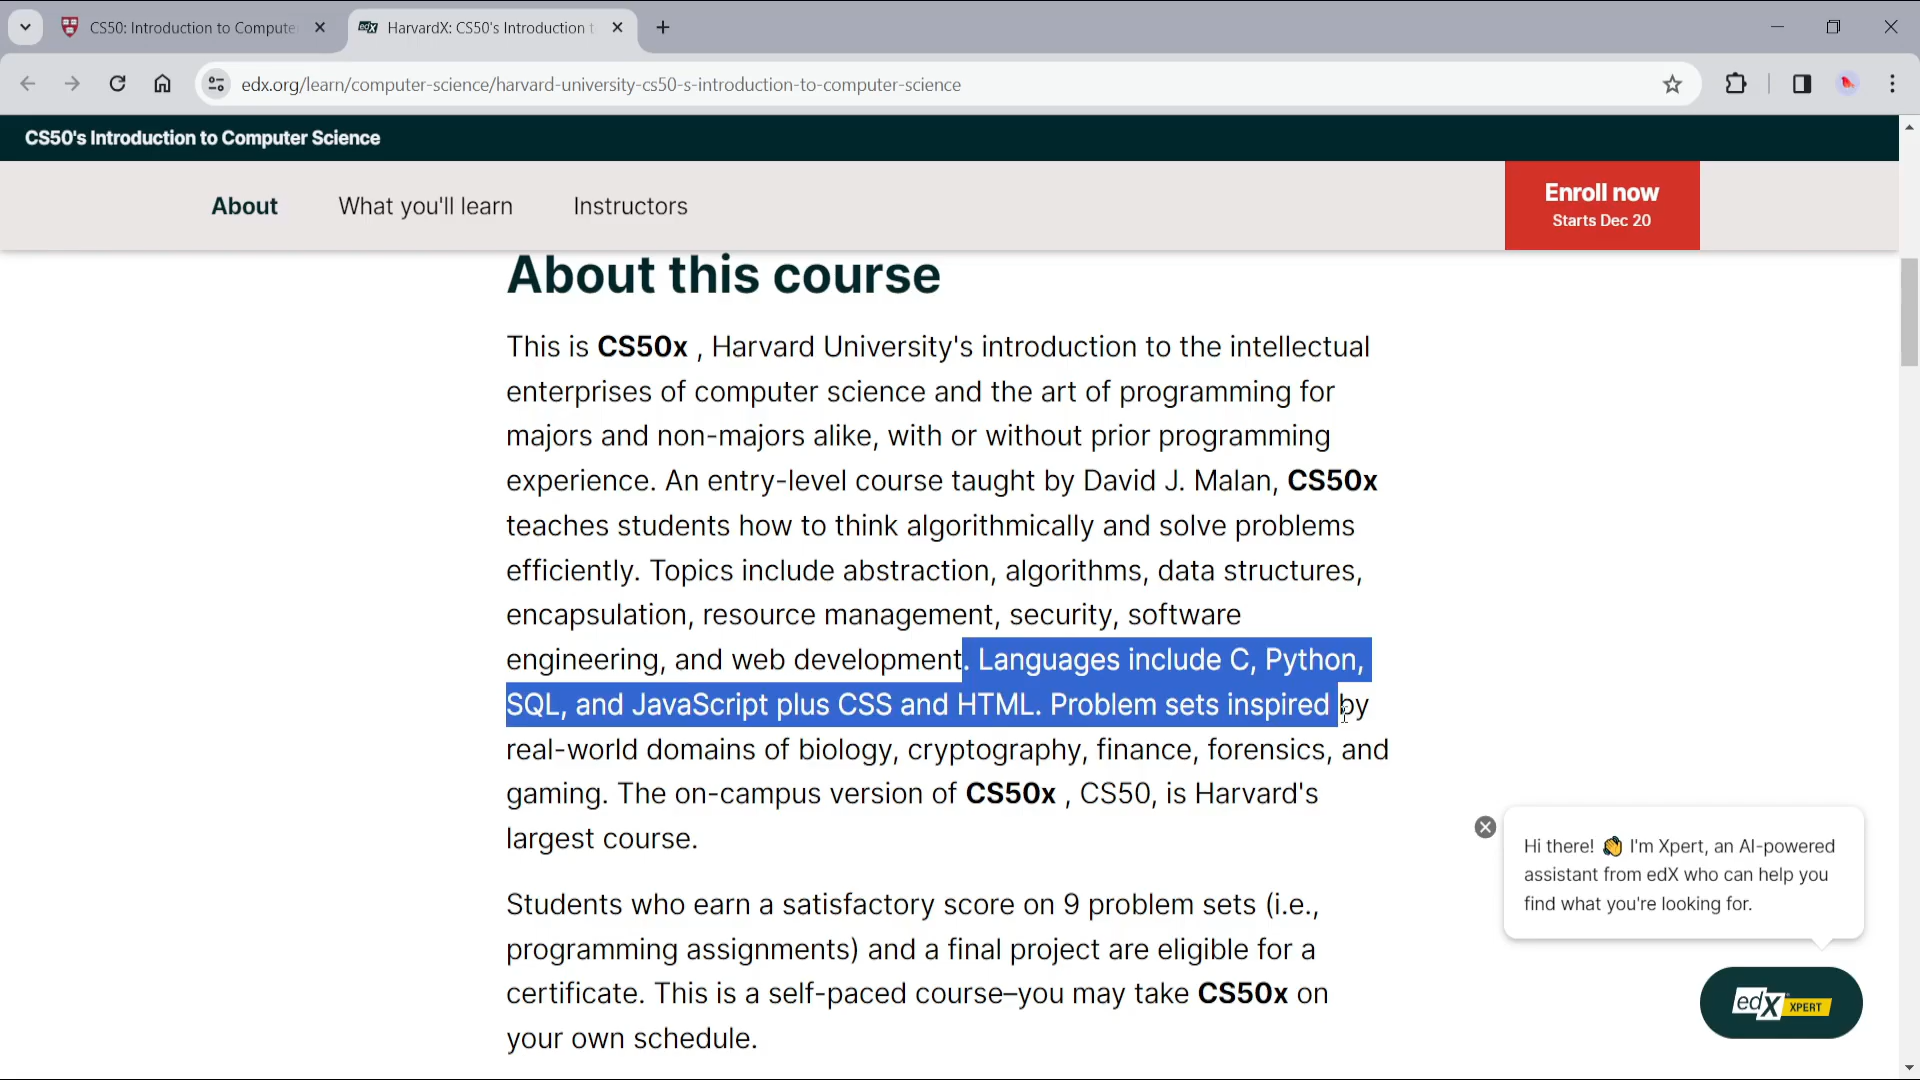 CS50: Introduction to Compute
HarvardX: CS50's Introduction t
edx.org/learn/computer-science/harvard-university-cs50-s-introduction-to-computer-science
CS50's Introduction to Computer Science
About
What you'll learn
Instructors
Enroll now
Starts Dec 20
About this course
This is CS50x , Harvard University's introduction to the intellectual
enterprises of computer science and the art of programming for
majors and non-majors alike, with or without prior programming
experience. An entry-level course taught by David J. Malan, CS50x
teaches students how to think algorithmically and solve problems
efficiently. Topics include abstraction, algorithms, data structures,
encapsulation, resource management, security, software
engineering, and web development. Languages include C, Python,
SQL, and JavaScript plus CSS and HTML. Problem sets inspired by
real-world domains of biology, cryptography, finance, forensics, and
gaming. The on-campus version of CS50x , CS50, is Harvard's
largest course.
Students who earn a satisfactory score on 9 problem sets (i.e.,
programming assignments) and a final project are eligible for a
certificate. This is a self-paced course–you may take CS50x on
your own schedule.
Hi there! 👋 I'm Xpert, an AI-powered
assistant from edX who can help you
find what you're looking for.
edX XPERT